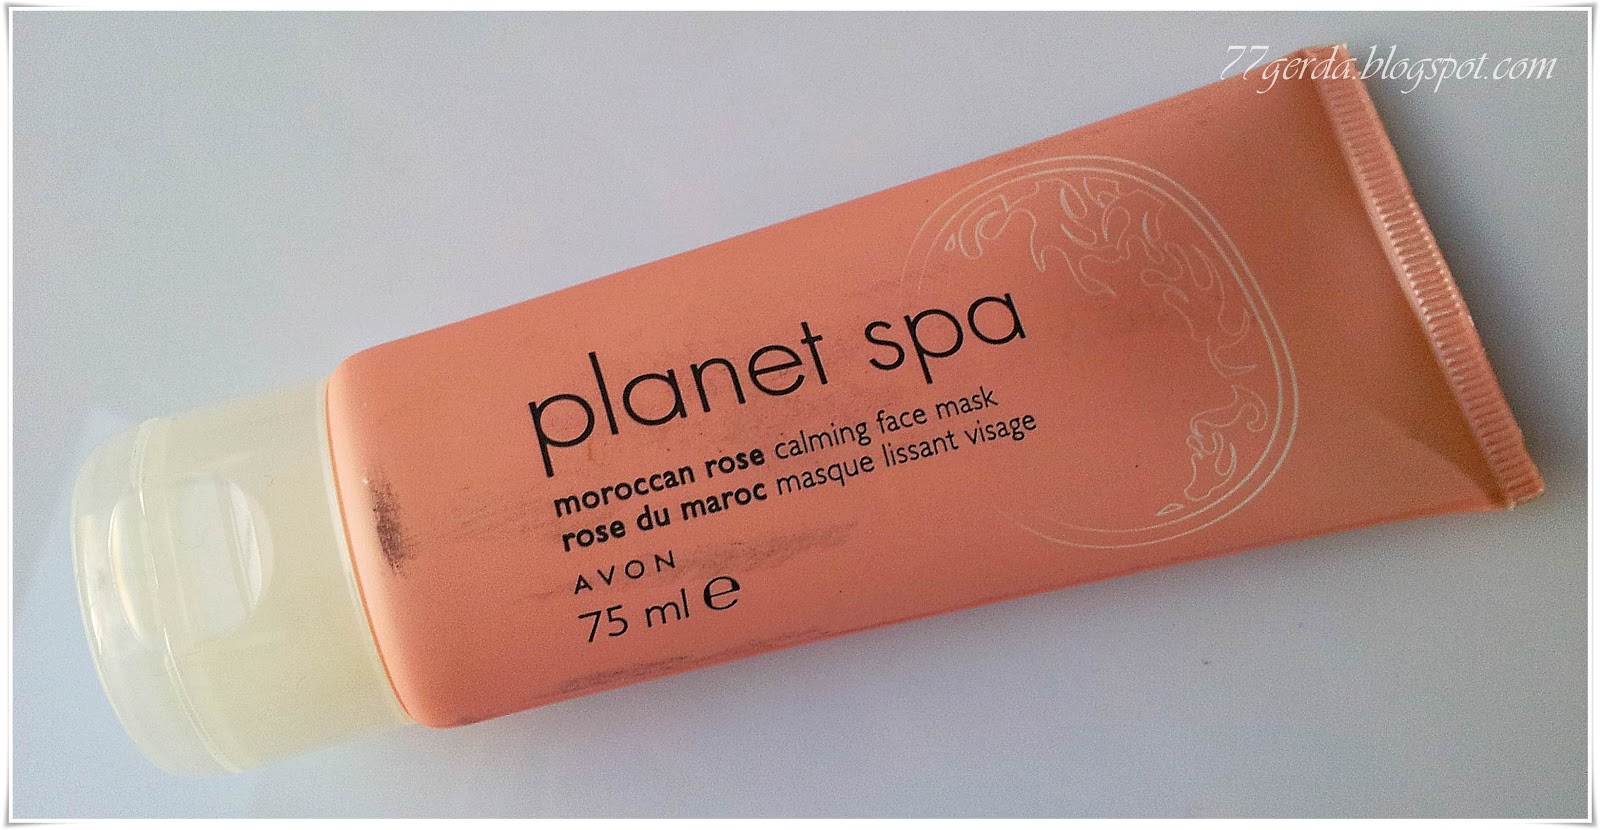 77gerda.blogspot.com
planet spa
moroccan rose calming face mask
rose du maroc masque lissant visage
AVON
75 ml e